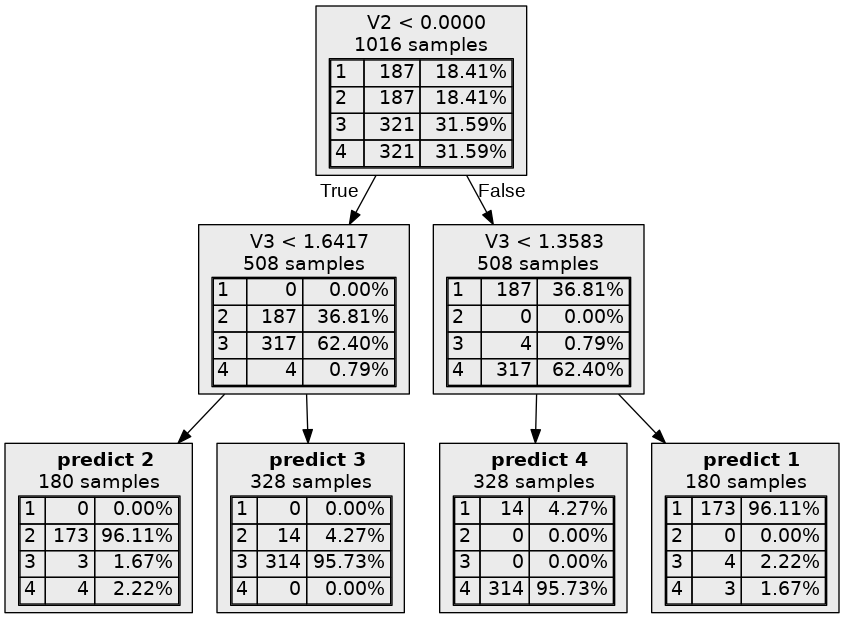 V2 < 0.0000
1016 samples
1 187 18.41%
2 187 18.41%
3 321 31.59%
4 321 31.59%
True
False
V3 < 1.6417
508 samples
1 0 0.00%
2 187 36.81%
3 317 62.40%
4 4 0.79%
V3 < 1.3583
508 samples
1 187 36.81%
2 0 0.00%
3 4 0.79%
4 317 62.40%
predict 2
180 samples
1 0 0.00%
2 173 96.11%
3 3 1.67%
4 4 2.22%
predict 3
328 samples
1 0 0.00%
2 14 4.27%
3 314 95.73%
4 0 0.00%
predict 4
328 samples
1 14 4.27%
2 0 0.00%
3 0 0.00%
4 314 95.73%
predict 1
180 samples
1 173 96.11%
2 0 0.00%
3 4 2.22%
4 3 1.67%